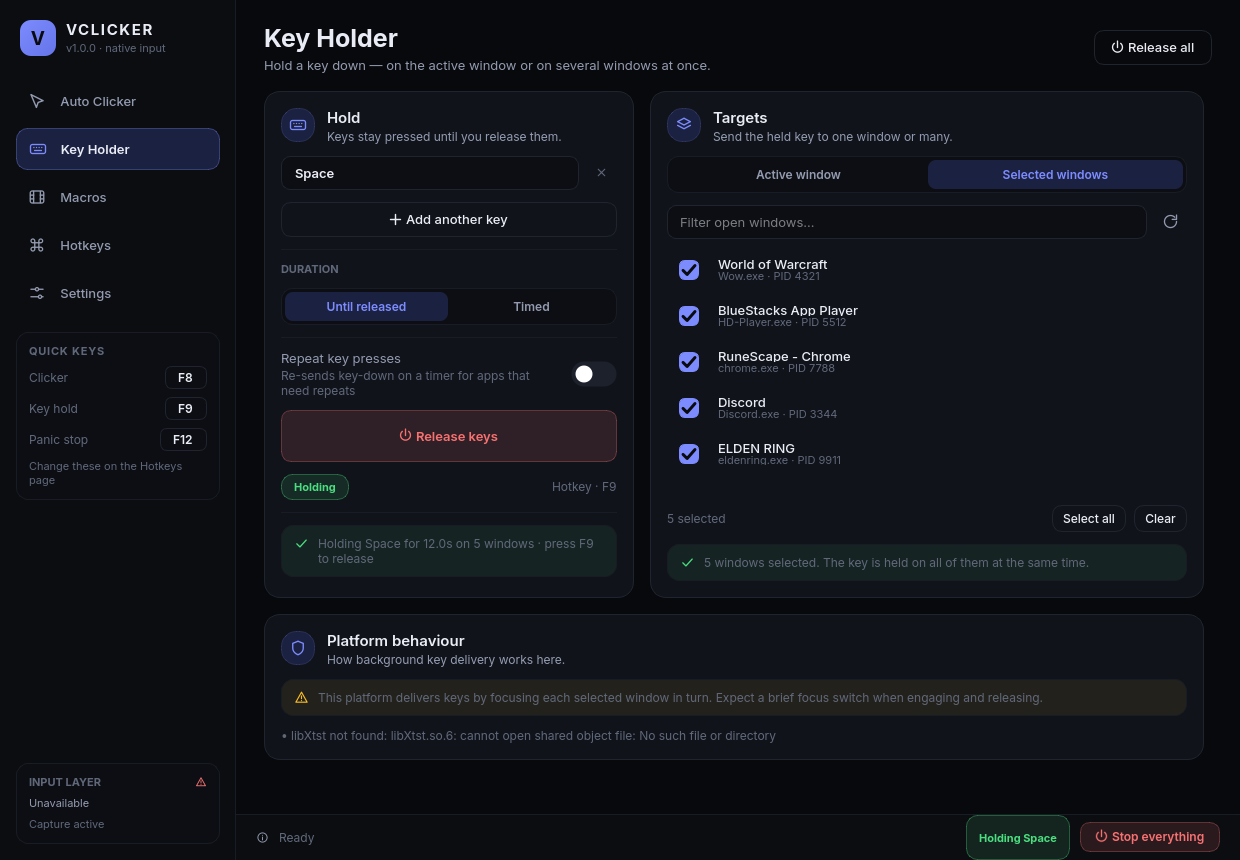 V
VCLICKER
v1.0.0 · native input
Auto Clicker
Key Holder
Macros
Hotkeys
Settings
QUICK KEYS
Clicker F8
Key hold F9
Panic stop F12
Change these on the Hotkeys
page
INPUT LAYER
Unavailable
Capture active
Key Holder
Hold a key down — on the active window or on several windows at once.
Release all
Hold
Keys stay pressed until you release them.
Space
Add another key
DURATION
Until released Timed
Repeat key presses
Re-sends key-down on a timer for apps that
need repeats
Release keys
Holding Hotkey · F9
Holding Space for 12.0s on 5 windows · press F9
to release
Targets
Send the held key to one window or many.
Active window Selected windows
Filter open windows...
World of Warcraft
Wow.exe · PID 4321
BlueStacks App Player
HD-Player.exe · PID 5512
RuneScape - Chrome
chrome.exe · PID 7788
Discord
Discord.exe · PID 3344
ELDEN RING
eldenring.exe · PID 9911
5 selected Select all Clear
5 windows selected. The key is held on all of them at the same time.
Platform behaviour
How background key delivery works here.
This platform delivers keys by focusing each selected window in turn. Expect a brief focus switch when engaging and releasing.
• libXtst not found: libXtst.so.6: cannot open shared object file: No such file or directory
Ready Holding Space Stop everything